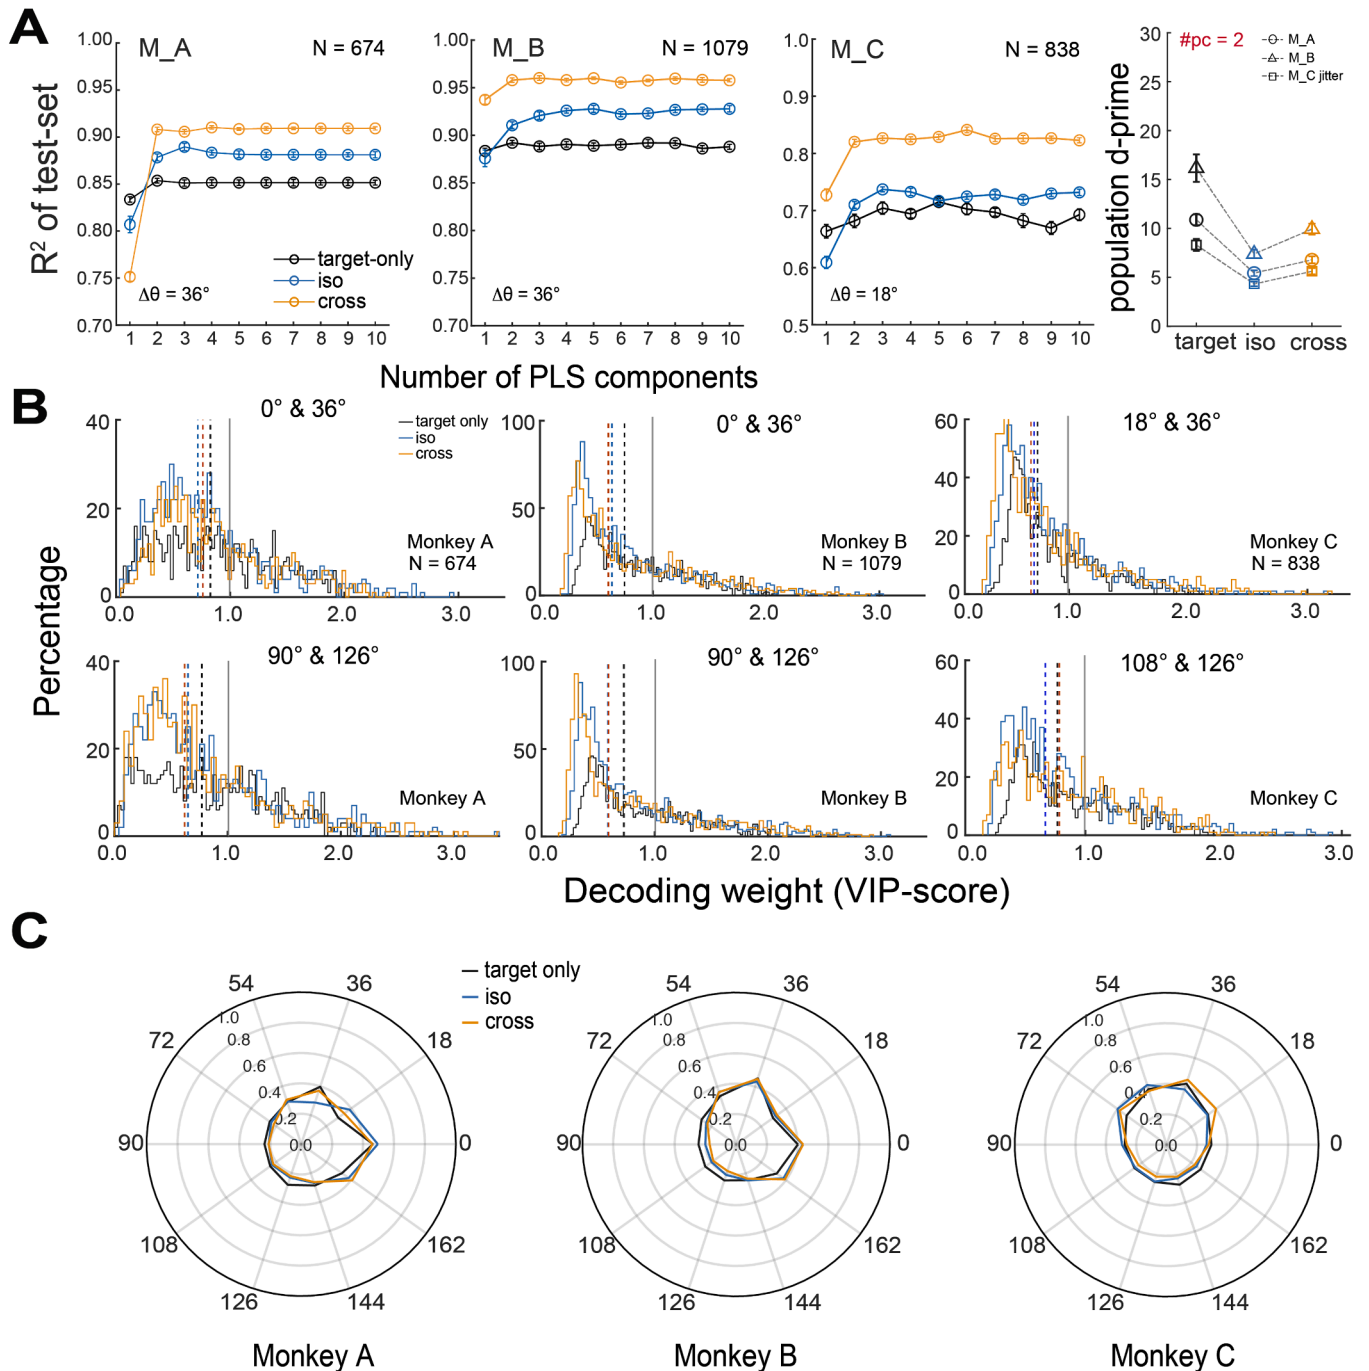 A
M_A
N = 674
M_B
N = 1079
M_C
N = 838
#pc = 2
M_A
M_B
M_C jitter
R² of test-set
1.00
0.95
0.90
0.85
0.80
0.75
0.70
target-only
iso
cross
Δθ = 36°
1 2 3 4 5 6 7 8 9 10
1.00
0.95
0.90
0.85
0.80
0.75
0.70
Δθ = 36°
1 2 3 4 5 6 7 8 9 10
1.0
0.9
0.8
0.7
0.6
0.5
Δθ = 18°
1 2 3 4 5 6 7 8 9 10
population d-prime
30
25
20
15
10
5
0
target iso cross
Number of PLS components
B
Percentage
0° & 36°
40
20
0
target only
iso
cross
Monkey A
N = 674
0.0 1.0 2.0 3.0
0° & 36°
100
50
0
Monkey B
N = 1079
0.0 1.0 2.0 3.0
18° & 36°
60
40
20
0
Monkey C
N = 838
0.0 1.0 2.0 3.0
90° & 126°
40
20
0
Monkey A
0.0 1.0 2.0 3.0
90° & 126°
100
50
0
Monkey B
0.0 1.0 2.0 3.0
108° & 126°
60
40
20
0
Monkey C
0.0 1.0 2.0 3.0
Decoding weight (VIP-score)
C
target only
iso
cross
54 36
72 18
90 0
108 162
126 144
1.0
0.8
0.6
0.4
0.2
0.0
Monkey A
54 36
72 18
90 0
108 162
126 144
1.0
0.8
0.6
0.4
0.2
0.0
Monkey B
54 36
72 18
90 0
108 162
126 144
1.0
0.8
0.6
0.4
0.2
0.0
Monkey C